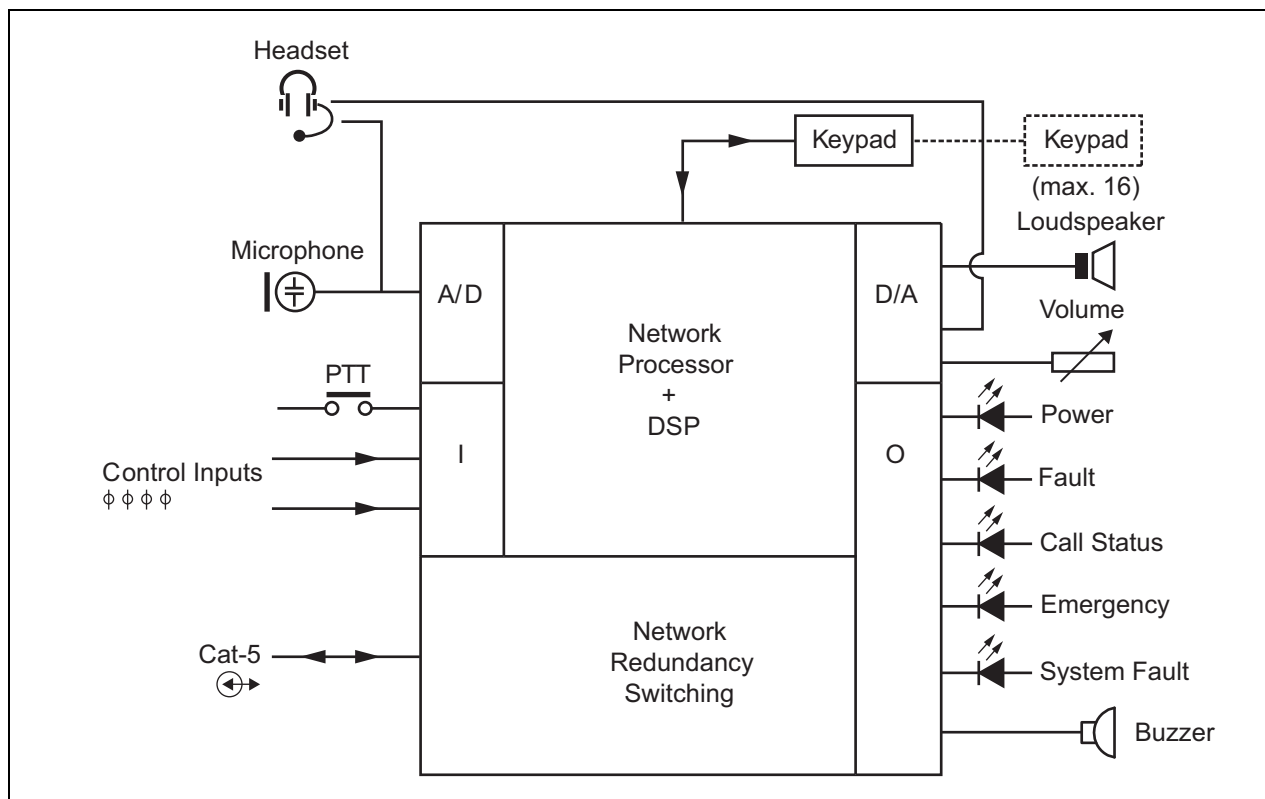 Headset
Keypad
Keypad
(max. 16)
Loudspeaker
Microphone
A/D
D/A
Volume
Network
Processor
+
DSP
PTT
Power
I
O
Control Inputs
Fault
Call Status
Emergency
Network
Redundancy
Switching
Cat-5
System Fault
Buzzer